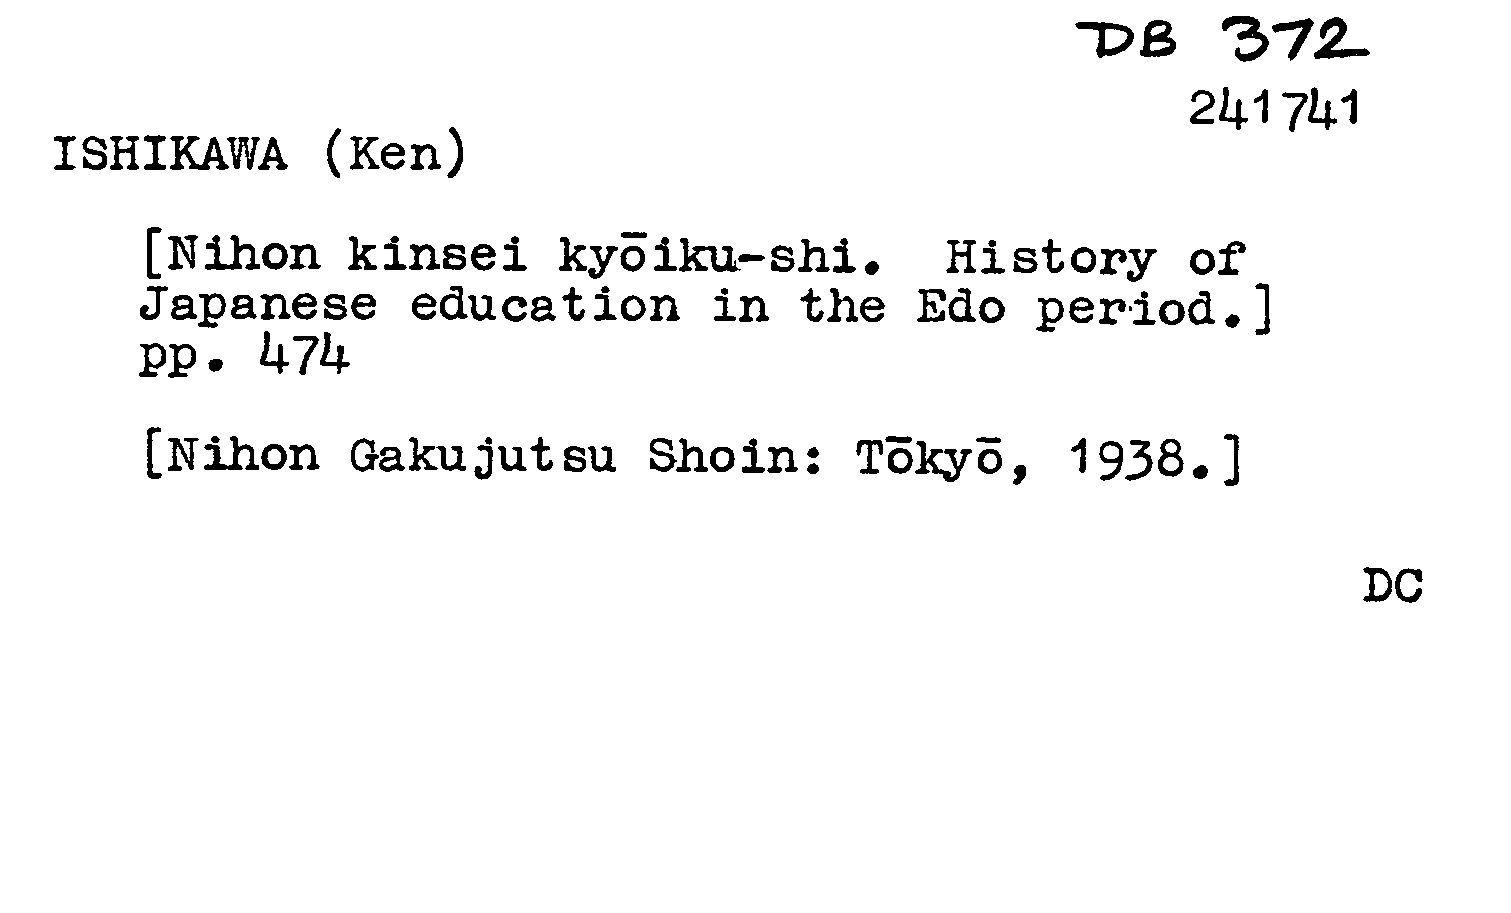 DB 372
241741
ISHIKAWA (Ken)
[Nihon kinsei kyōiku-shi. History of
Japanese education in the Edo period.]
pp. 474
[Nihon Gakujutsu Shoin: Tōkyō, 1938.]
DC